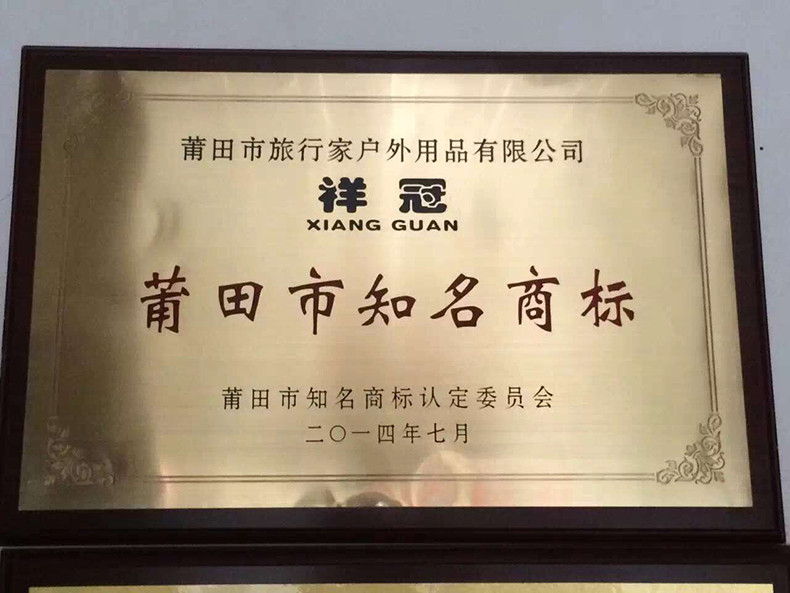 莆田市旅行家户外用品有限公司
祥冠
XIANG GUAN
莆田市知名商标
莆田市知名商标认定委员会
二〇一四年七月